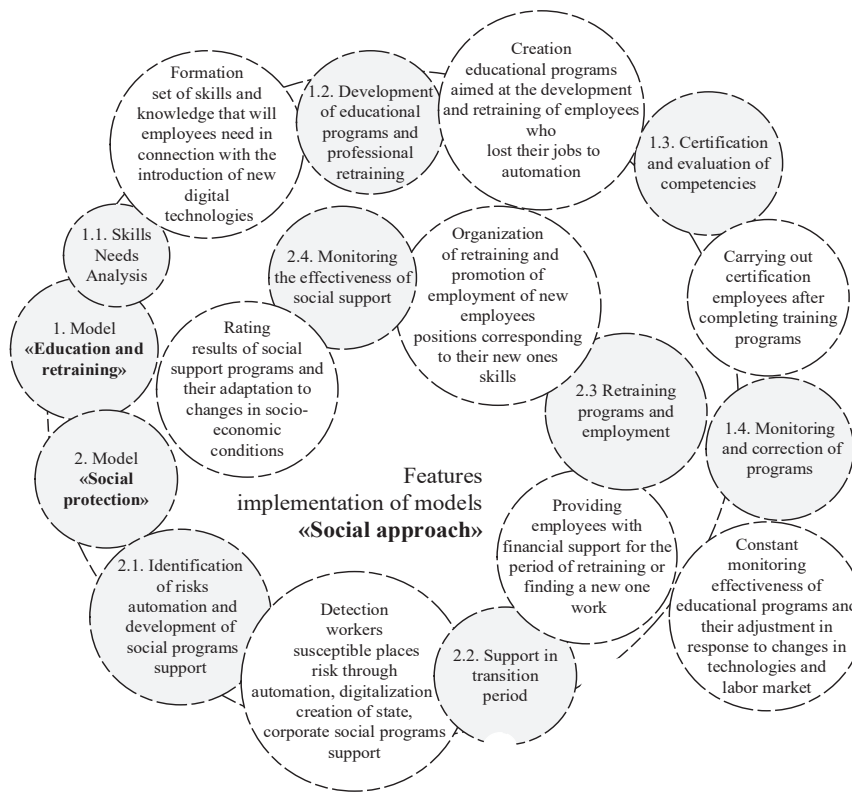 Formation
set of skills and
knowledge that will
employees need in
connection with the
introduction of new
digital
technologies
1.2. Development
of educational
programs and
professional
retraining
Creation
educational programs
aimed at the development
and retraining of employees
who
lost their jobs to
automation
1.3. Certification
and evaluation of
competencies
1.1. Skills
Needs
Analysis
2.4. Monitoring
the effectiveness of
social support
Organization
of retraining and
promotion of
employment of new
employees
positions corresponding
to their new ones
skills
Carrying out
certification
employees after
completing training
programs
1. Model
«Education and
retraining»
Rating
results of social
support programs and
their adaptation to
changes in socio-
economic
conditions
2.3 Retraining
programs and
employment
1.4. Monitoring
and correction of
programs
2. Model
«Social
protection»
Features
implementation of models
«Social approach»
Providing
employees with
financial support for the
period of retraining or
finding a new one
work
Constant
monitoring
effectiveness of
educational programs and
their adjustment in
response to changes in
technologies and
labor market
2.1. Identification
of risks
automation and
development of
social programs
support
Detection
workers
susceptible places
risk through
automation, digitalization
creation of state,
corporate social programs
support
2.2. Support in
transition
period